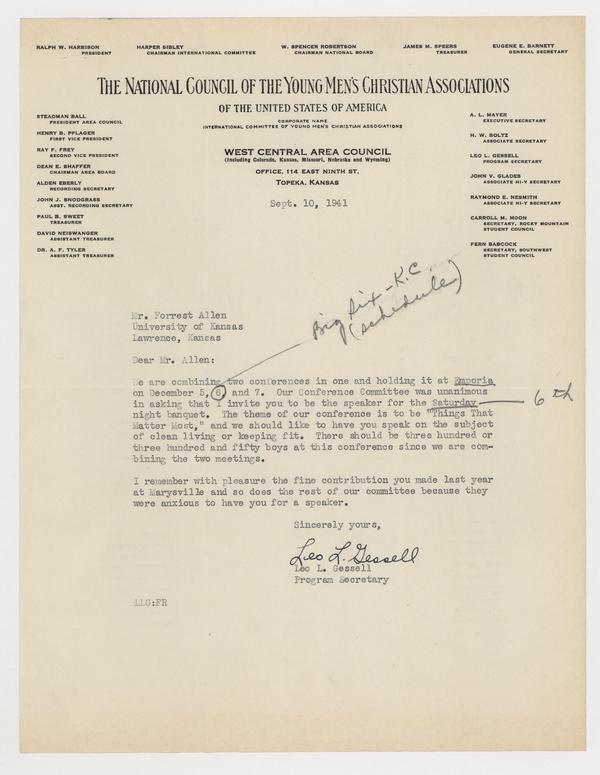 RALPH W. HARBISON HARPER SIBLEY W. SPENCER ROBERTSON JAMES M. SPEERS EUGENE E. BARNETT
PRESIDENT CHAIRMAN INTERNATIONAL COMMITTEE CHAIRMAN NATIONAL BOARD TREASURER GENERAL SECRETARY
THE NATIONAL COUNCIL OF THE YOUNG MEN'S CHRISTIAN ASSOCIATIONS
OF THE UNITED STATES OF AMERICA
CORPORATE NAME
INTERNATIONAL COMMITTEE OF YOUNG MEN'S CHRISTIAN ASSOCIATIONS
STEADMAN BALL
PRESIDENT AREA COUNCIL
HENRY B. PFLAGER
FIRST VICE PRESIDENT
RAY F. FREY
SECOND VICE PRESIDENT
DEAN E. SHAFFER
CHAIRMAN AREA BOARD
ALDEN EBERLY
RECORDING SECRETARY
JOHN J. SNODGRASS
ASST. RECORDING SECRETARY
PAUL B. SWEET
TREASURER
DAVID NEISWANGER
ASSISTANT TREASURER
DR. A. F. TYLER
ASSISTANT TREASURER
WEST CENTRAL AREA COUNCIL
(Including Colorado, Kansas, Missouri, Nebraska and Wyoming)
OFFICE, 114 EAST NINTH ST.
TOPEKA, KANSAS
A. L. MAYER
EXECUTIVE SECRETARY
H. W. BOLTZ
ASSOCIATE SECRETARY
LEO L. GESSELL
PROGRAM SECRETARY
JOHN V. GLADES
ASSOCIATE HI-Y SECRETARY
RAYMOND E. NESMITH
ASSOCIATE HI-Y SECRETARY
CARROLL M. MOON
SECRETARY, ROCKY MOUNTAIN
STUDENT COUNCIL
FERN BABCOCK
SECRETARY, SOUTHWEST
STUDENT COUNCIL
Sept. 10, 1941
Big Six - K.C.
(schedule)
Mr. Forrest Allen
University of Kansas
Lawrence, Kansas
Dear Mr. Allen:
We are combining two conferences in one and holding it at Emporia
on December 5, 6, and 7. Our Conference Committee was unanimous
in asking that I invite you to be the speaker for the Saturday 6th
night banquet. The theme of our conference is to be "Things That
Matter Most," and we should like to have you speak on the subject
of clean living or keeping fit. There should be three hundred or
three hundred and fifty boys at this conference since we are com-
bining the two meetings.
I remember with pleasure the fine contribution you made last year
at Marysville and so does the rest of our committee because they
were anxious to have you for a speaker.
Sincerely yours,
Leo L. Gessell
Leo L. Gessell
Program Secretary
LLG:FR